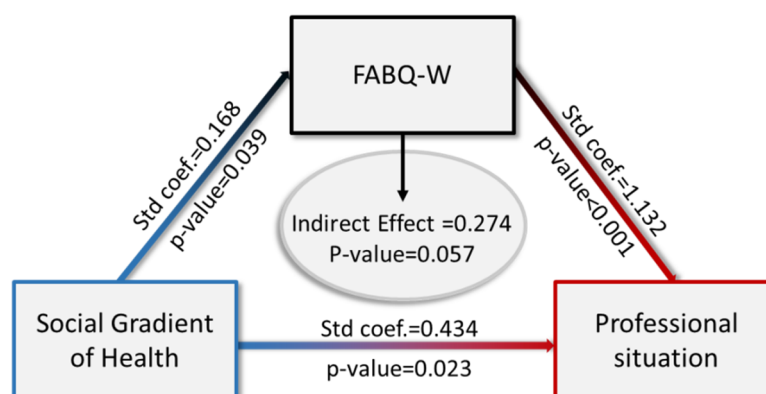 FABQ-W
Std coef.=0.168
p-value=0.039
Std coef.=1.132
p-value<0.001
Indirect Effect =0.274
P-value=0.057
Social Gradient
of Health
Std coef.=0.434
p-value=0.023
Professional
situation